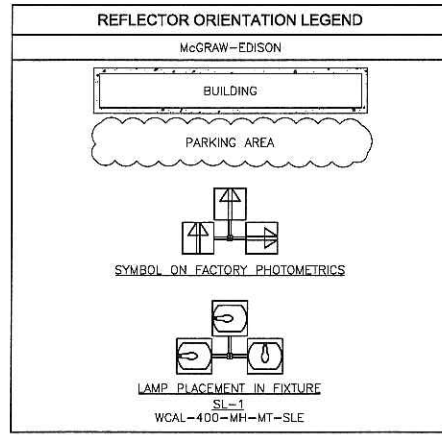 REFLECTOR ORIENTATION LEGEND
McGRAW-EDISON
BUILDING
PARKING AREA
SYMBOL ON FACTORY PHOTOMETRICS
LAMP PLACEMENT IN FIXTURE
SL-1
WCAL-400-MH-MT-SLE